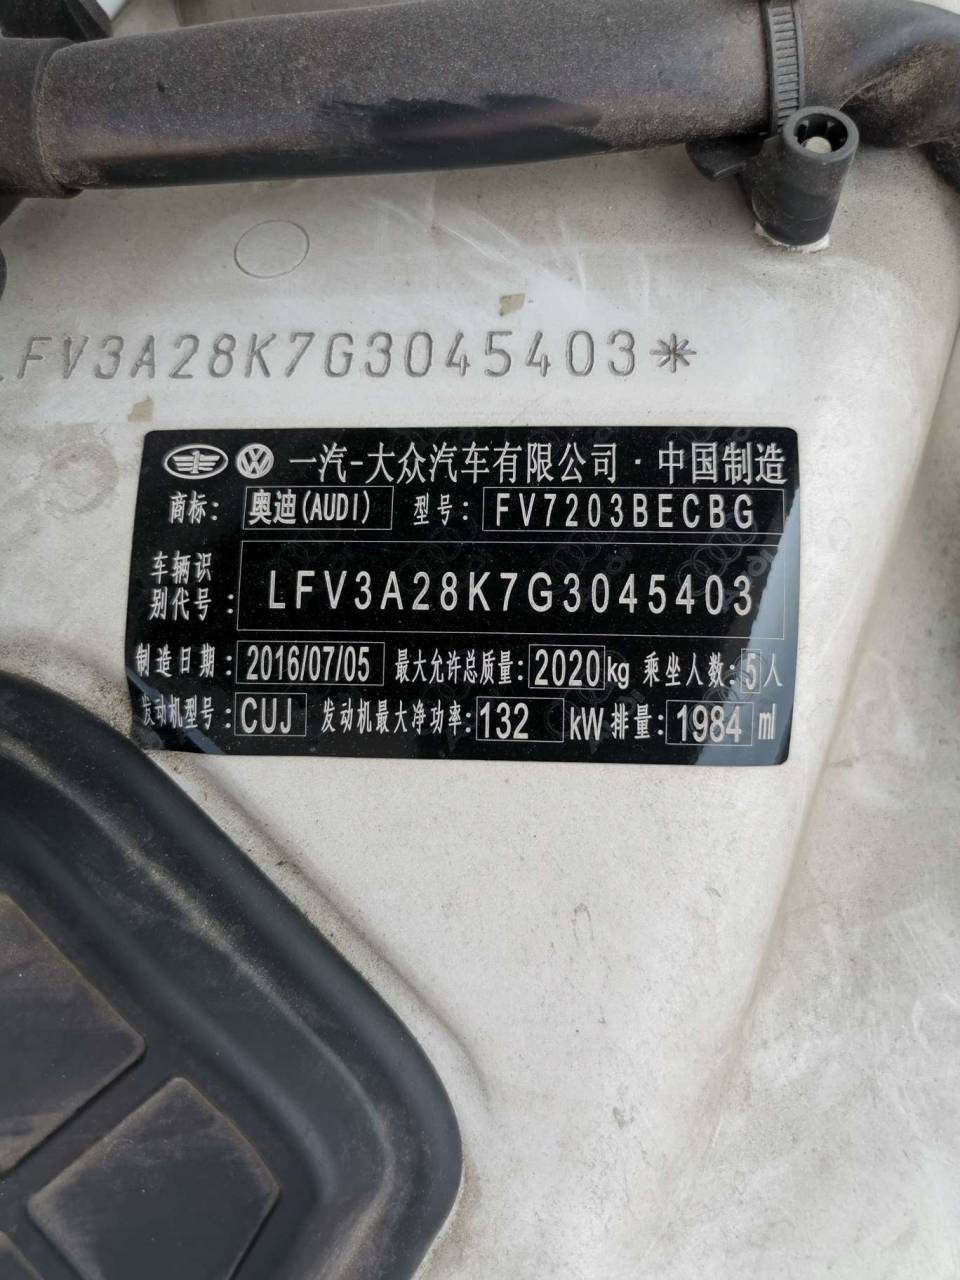 LFV3A28K7G3045403*
一汽-大众汽车有限公司·中国制造
商标: 奥迪(AUDI) 型号: FV7203BECBG
车辆识
别代号: LFV3A28K7G3045403
制造日期: 2016/07/05 最大允许总质量: 2020kg 乘坐人数: 5人
发动机型号: CUJ 发动机最大净功率: 132 kW 排量: 1984 ml